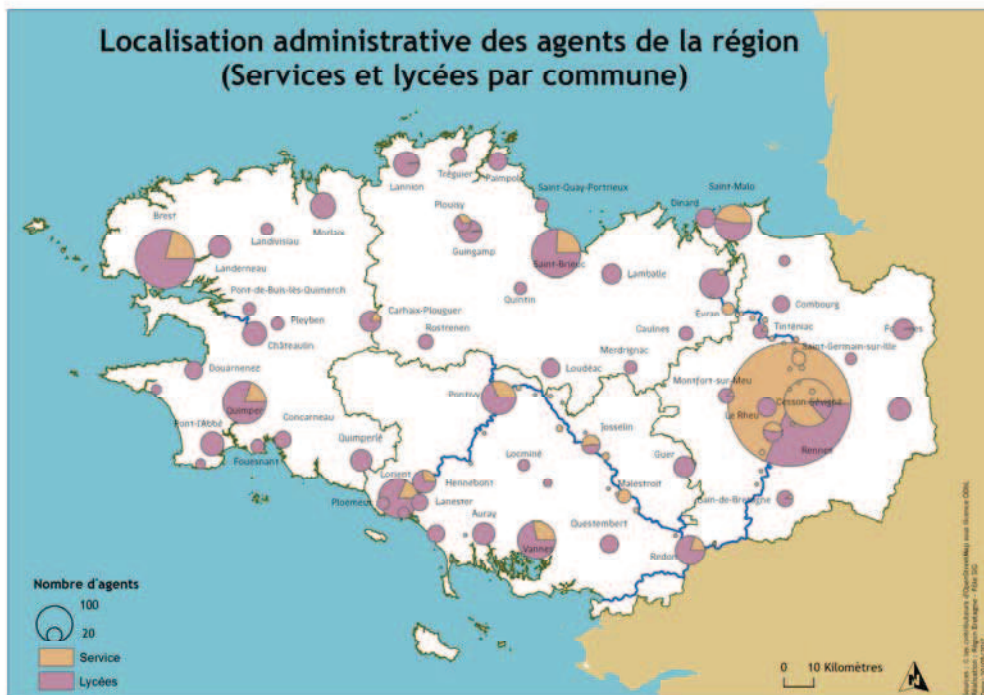 Localisation administrative des agents de la région
(Services et lycées par commune)
Lannion
Tréguier
Paimpol
Saint-Quay-Portrieux
Saint-Malo
Dinard
Brest
Landivisiau
Morlaix
Plouisy
Guingamp
Saint-Brieuc
Lamballe
Landerneau
Pont-de-Buis-lès-Quimerch
Quintin
Evran
Combourg
Pleyben
Carhaix-Plouguer
Rostrenen
Caulnes
Tinténiac
Châteaulin
Saint-Germain-sur-Ille
Merdrignac
Douarnenez
Loudéac
Montfort-sur-Meu
Cesson-Sévigné
Quimper
Pontivy
Le Rheu
Concarneau
Pont-l'Abbé
Josselin
Rennes
Quimperlé
Locminé
Guer
Fouesnant
Lorient
Hennebont
Malestroit
Bain-de-Bretagne
Ploemeur
Lanester
Auray
Questembert
Vannes
Redon
Nombre d'agents
100
20
Service
Lycées
0 10 Kilomètres
N